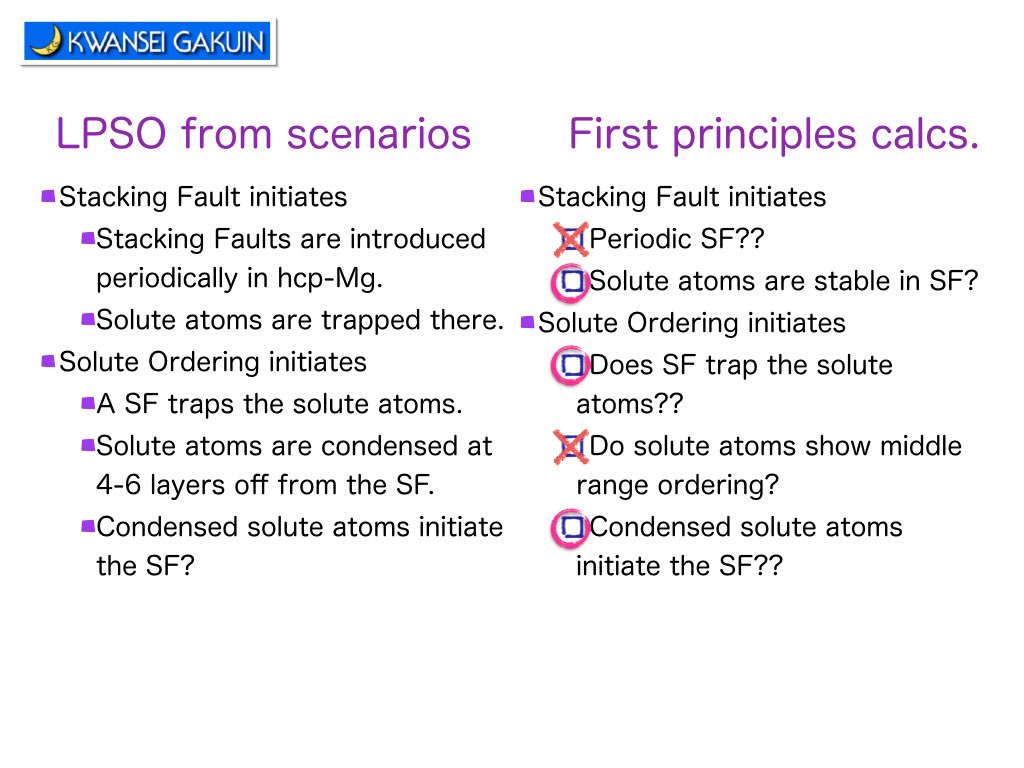 KWANSEI GAKUIN
LPSO from scenarios
Stacking Fault initiates
Stacking Faults are introduced
periodically in hcp-Mg.
Solute atoms are trapped there.
Solute Ordering initiates
A SF traps the solute atoms.
Solute atoms are condensed at
4-6 layers off from the SF.
Condensed solute atoms initiate
the SF?
First principles calcs.
Stacking Fault initiates
Periodic SF??
Solute atoms are stable in SF?
Solute Ordering initiates
Does SF trap the solute
atoms??
Do solute atoms show middle
range ordering?
Condensed solute atoms
initiate the SF??